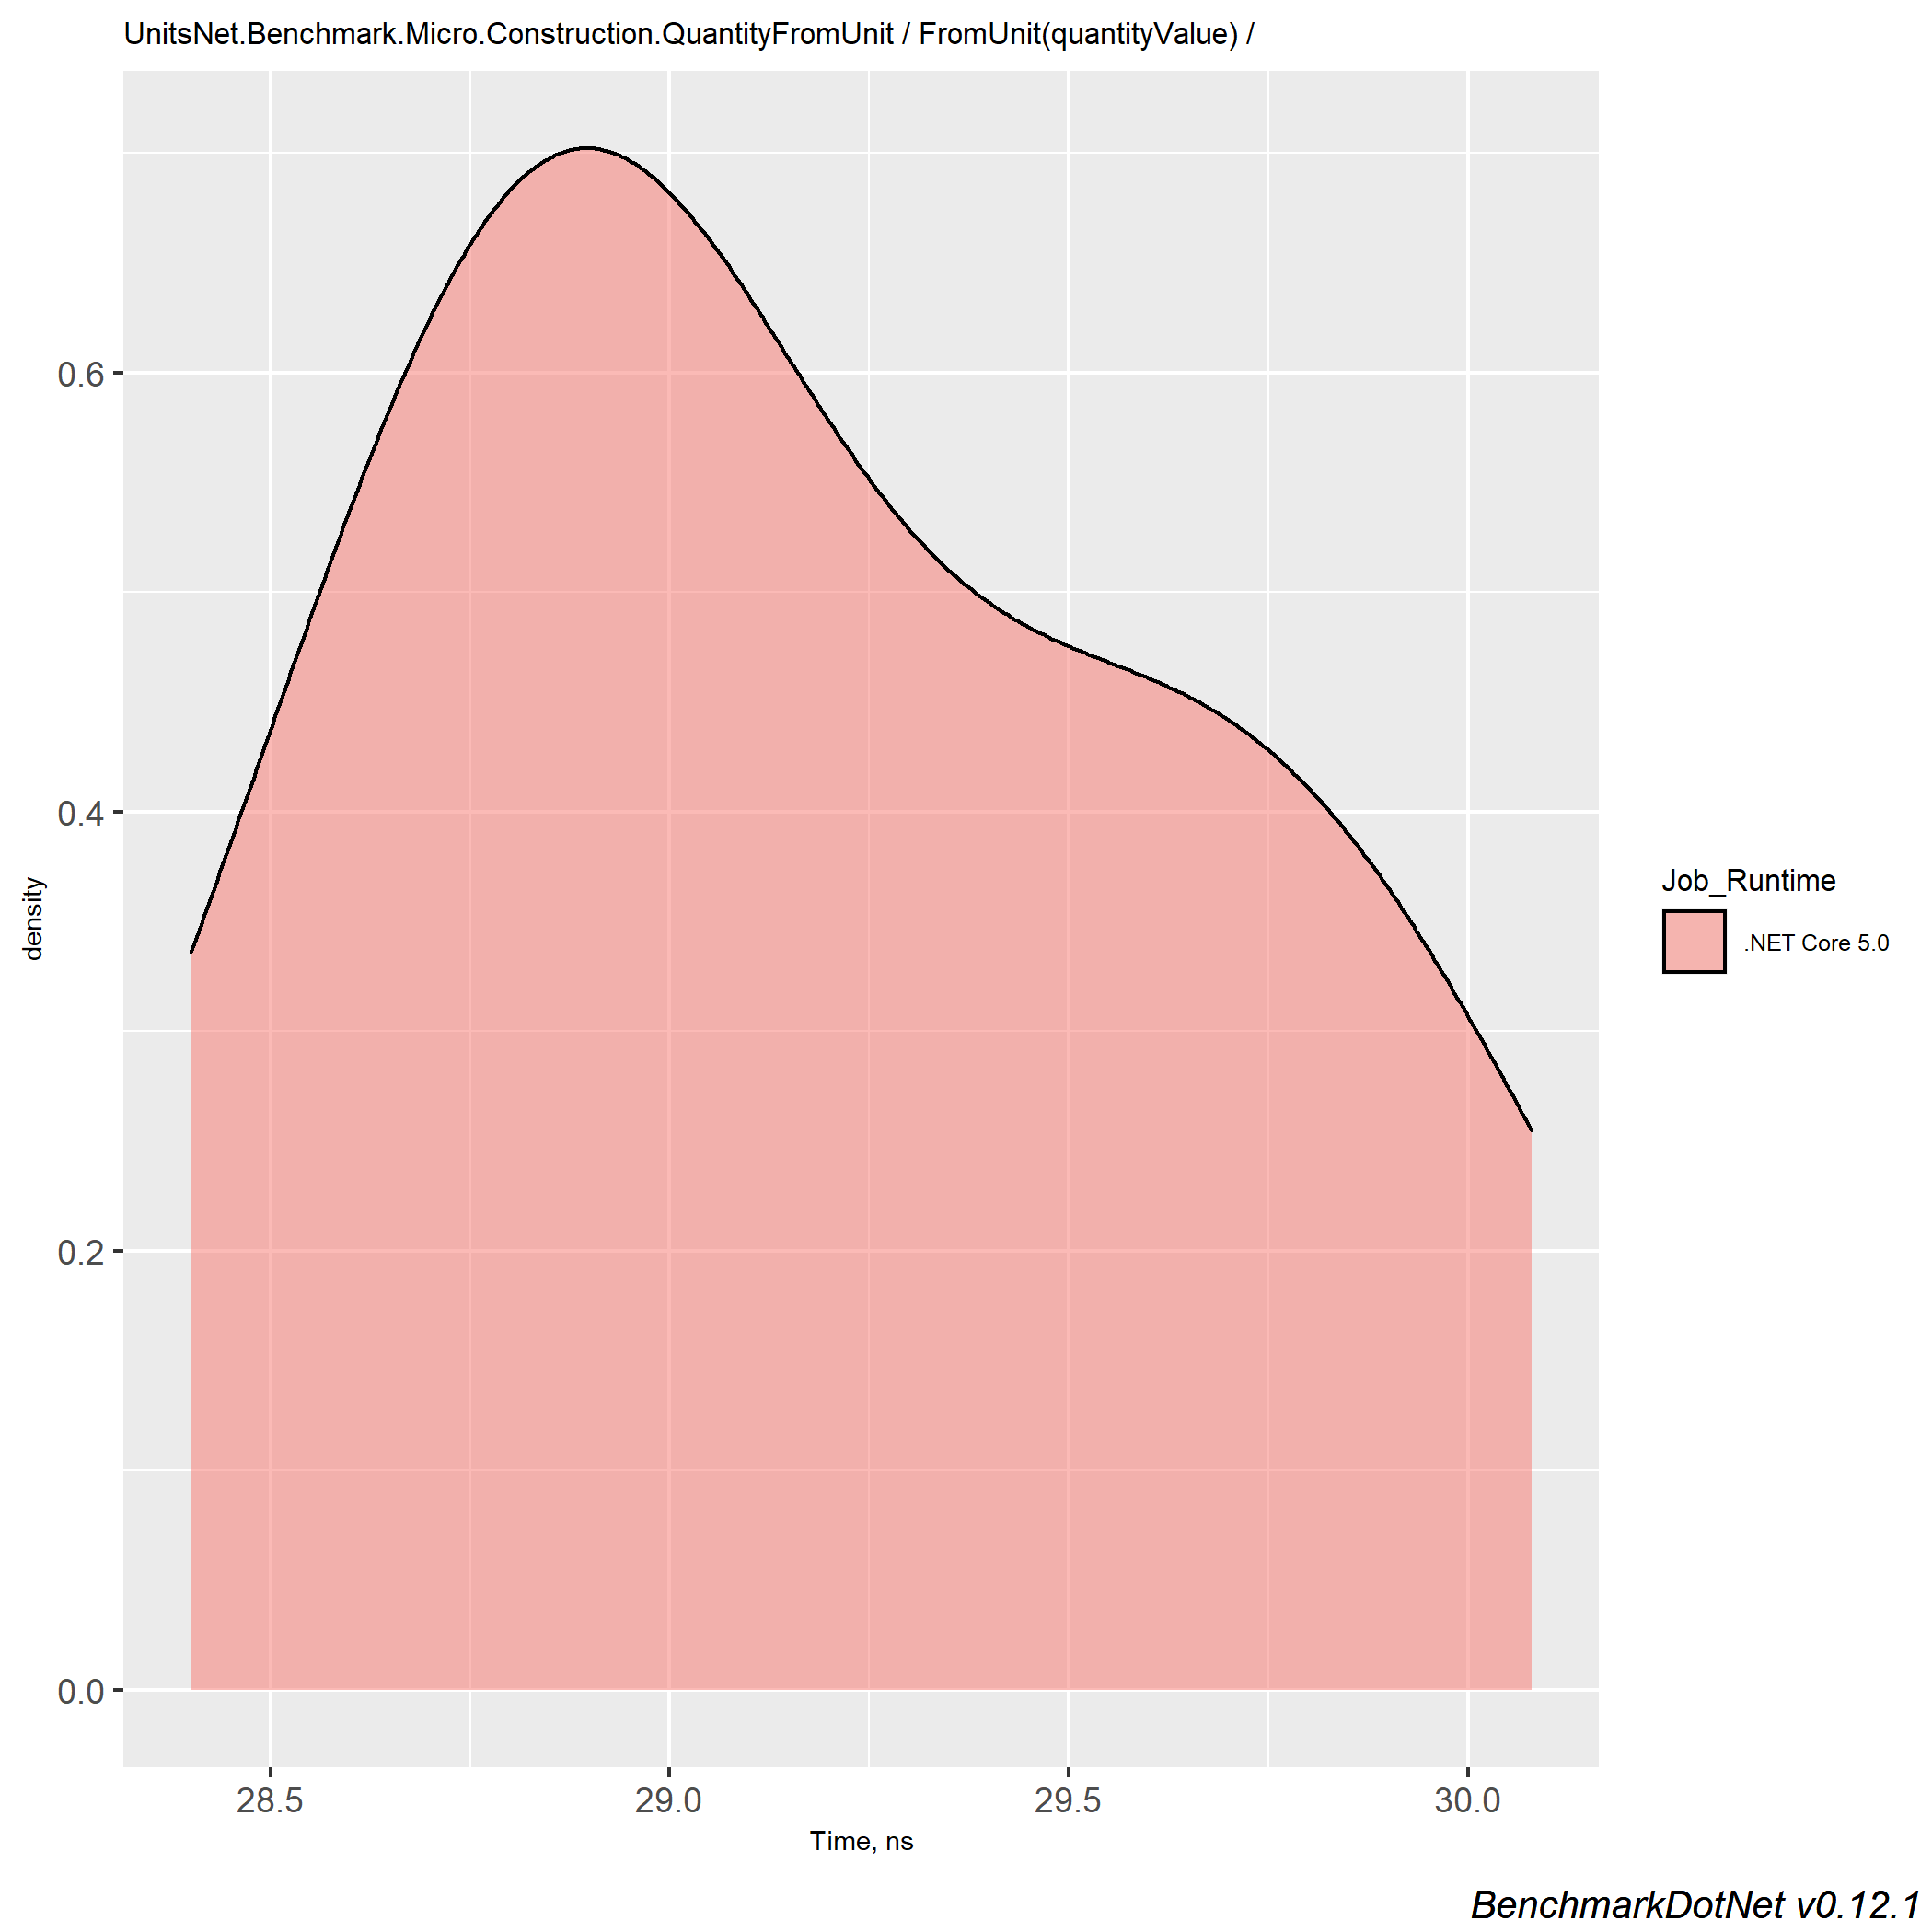 UnitsNet.Benchmark.Micro.Construction.QuantityFromUnit / FromUnit(quantityValue) /
0.6
0.4
0.2
0.0
density
28.5 29.0 29.5 30.0
Time, ns
Job_Runtime
.NET Core 5.0
BenchmarkDotNet v0.12.1